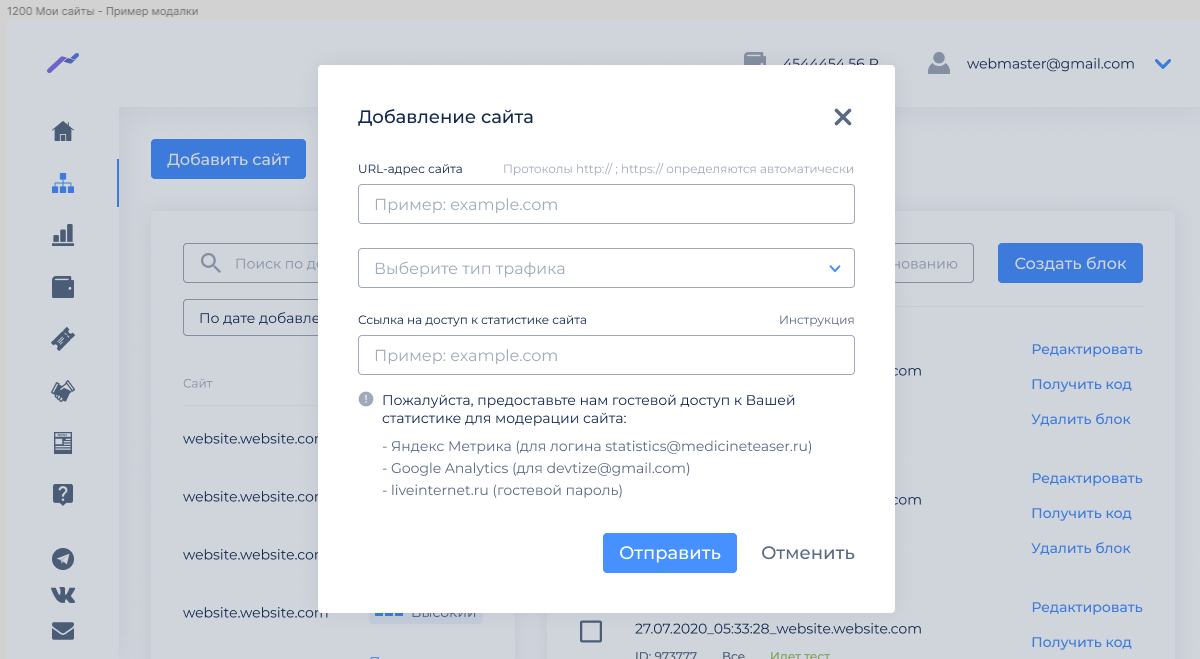 1200 Мои сайты - Пример модалки
4544454.56 ₽
webmaster@gmail.com
Добавить сайт
Добавление сайта
URL-адрес сайта
Протоколы http:// ; https:// определяются автоматически
Пример: example.com
Выберите тип трафика
Ссылка на доступ к статистике сайта
Инструкция
Пример: example.com
Пожалуйста, предоставьте нам гостевой доступ к Вашей
статистике для модерации сайта:
- Яндекс Метрика (для логина statistics@medicineteaser.ru)
- Google Analytics (для devtize@gmail.com)
- liveinternet.ru (гостевой пароль)
Отправить
Отменить
Поиск по до
По дате добавле
Сайт
website.website.com
website.website.com
website.website.com
website.website.com
Высокий
нованию
Создать блок
com
Редактировать
Получить код
Удалить блок
com
Редактировать
Получить код
Удалить блок
27.07.2020_05:33:28_website.website.com
ID: 973777
Все
Идет тест
Редактировать
Получить код